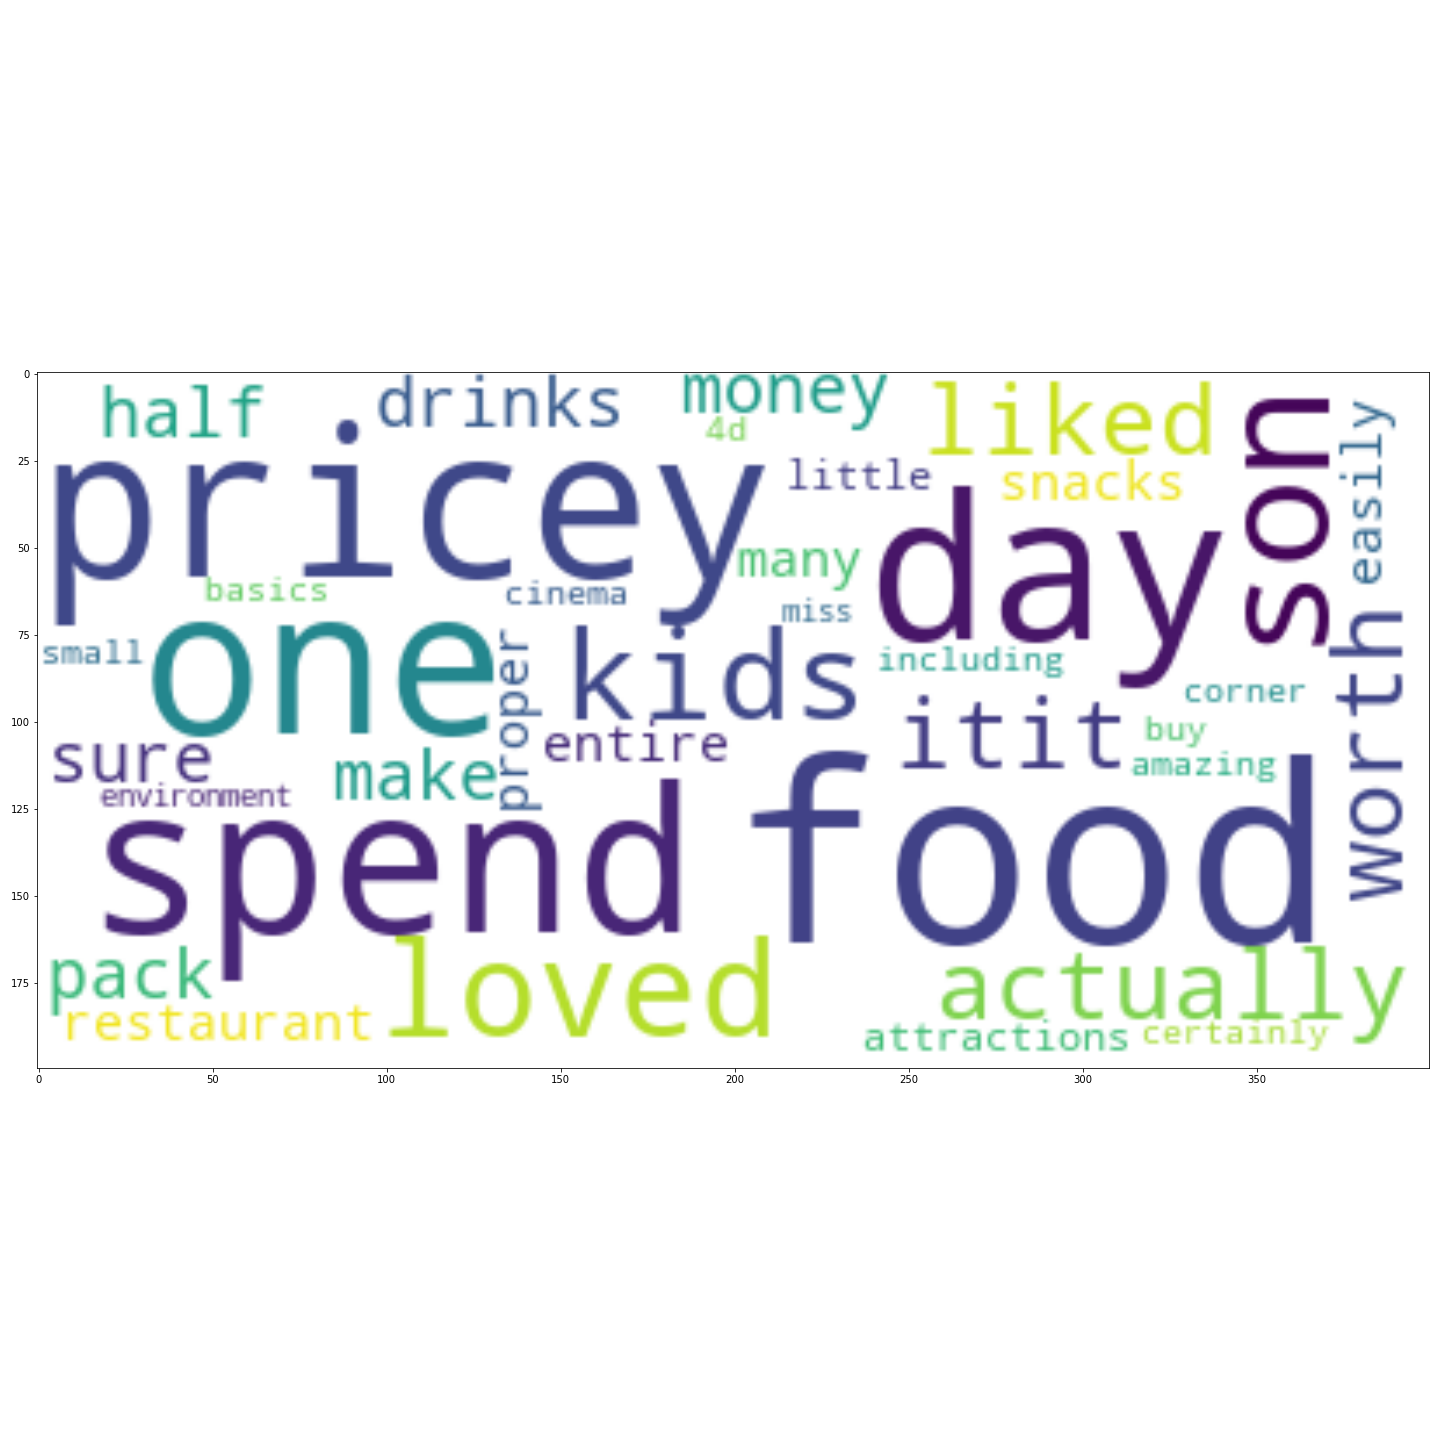 half
drinks
money
4d
liked
son
easily
pricey
little
snacks
day
many
basics
cinema
miss
one
small
proper
kids
including
corner
worth
sure
entire
itit
buy
amazing
make
environment
spend
food
pack
loved
actually
restaurant
attractions
certainly
0
25
50
75
100
125
150
175
0
50
100
150
200
250
300
350